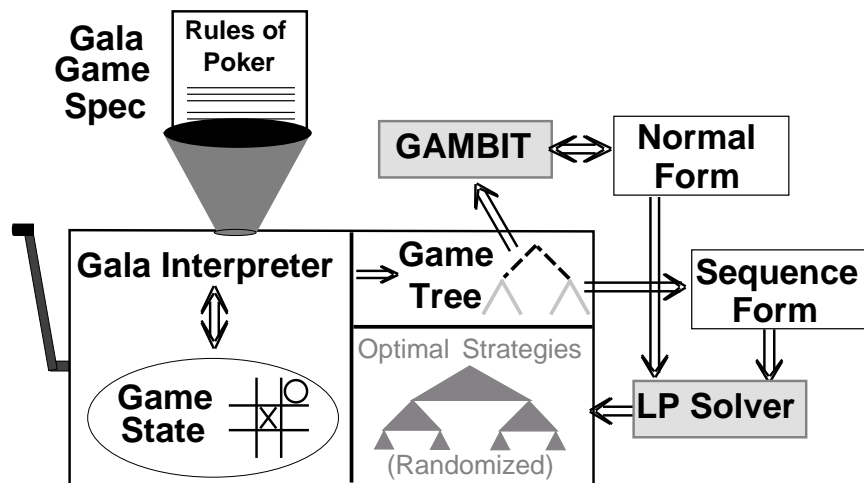 Gala
Game
Spec
Rules of
Poker
GAMBIT
Normal
Form
Gala Interpreter
Game
Tree
Sequence
Form
Optimal Strategies
(Randomized)
LP Solver
Game
State
X